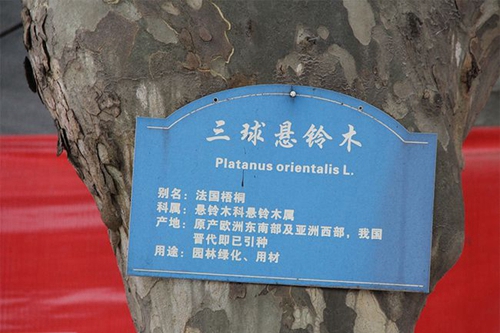 三球悬铃木
Platanus orientalis L.
别名：法国梧桐
科属：悬铃木科悬铃木属
产地：原产欧洲东南部及亚洲西部，我国
晋代即已引种
用途：园林绿化、用材